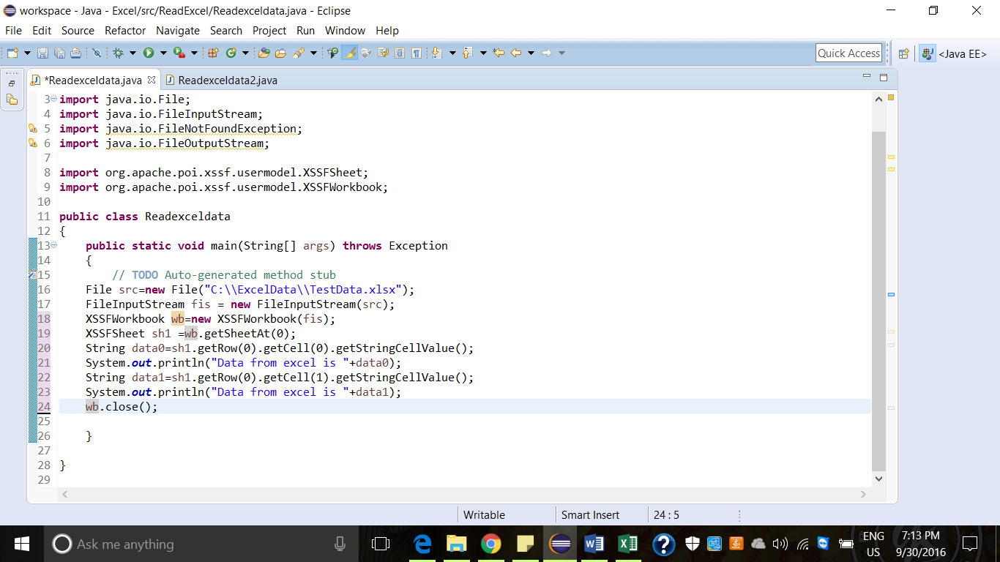 workspace - Java - Excel/src/ReadExcel/Readexceldata.java - Eclipse
File Edit Source Refactor Navigate Search Project Run Window Help
Quick Access <Java EE>
*Readexceldata.java Readexceldata2.java
3 import java.io.File;
4 import java.io.FileInputStream;
5 import java.io.FileNotFoundException;
6 import java.io.FileOutputStream;
7
8 import org.apache.poi.xssf.usermodel.XSSFSheet;
9 import org.apache.poi.xssf.usermodel.XSSFWorkbook;
10
11 public class Readexceldata
12 {
13 public static void main(String[] args) throws Exception
14 {
15 // TODO Auto-generated method stub
16 File src=new File("C:\\ExcelData\\TestData.xlsx");
17 FileInputStream fis = new FileInputStream(src);
18 XSSFWorkbook wb=new XSSFWorkbook(fis);
19 XSSFSheet sh1 =wb.getSheetAt(0);
20 String data0=sh1.getRow(0).getCell(0).getStringCellValue();
21 System.out.println("Data from excel is "+data0);
22 String data1=sh1.getRow(0).getCell(1).getStringCellValue();
23 System.out.println("Data from excel is "+data1);
24 wb.close();
25
26 }
27
28 }
29
Writable Smart Insert 24 : 5
Ask me anything
ENG 7:13 PM
US 9/30/2016